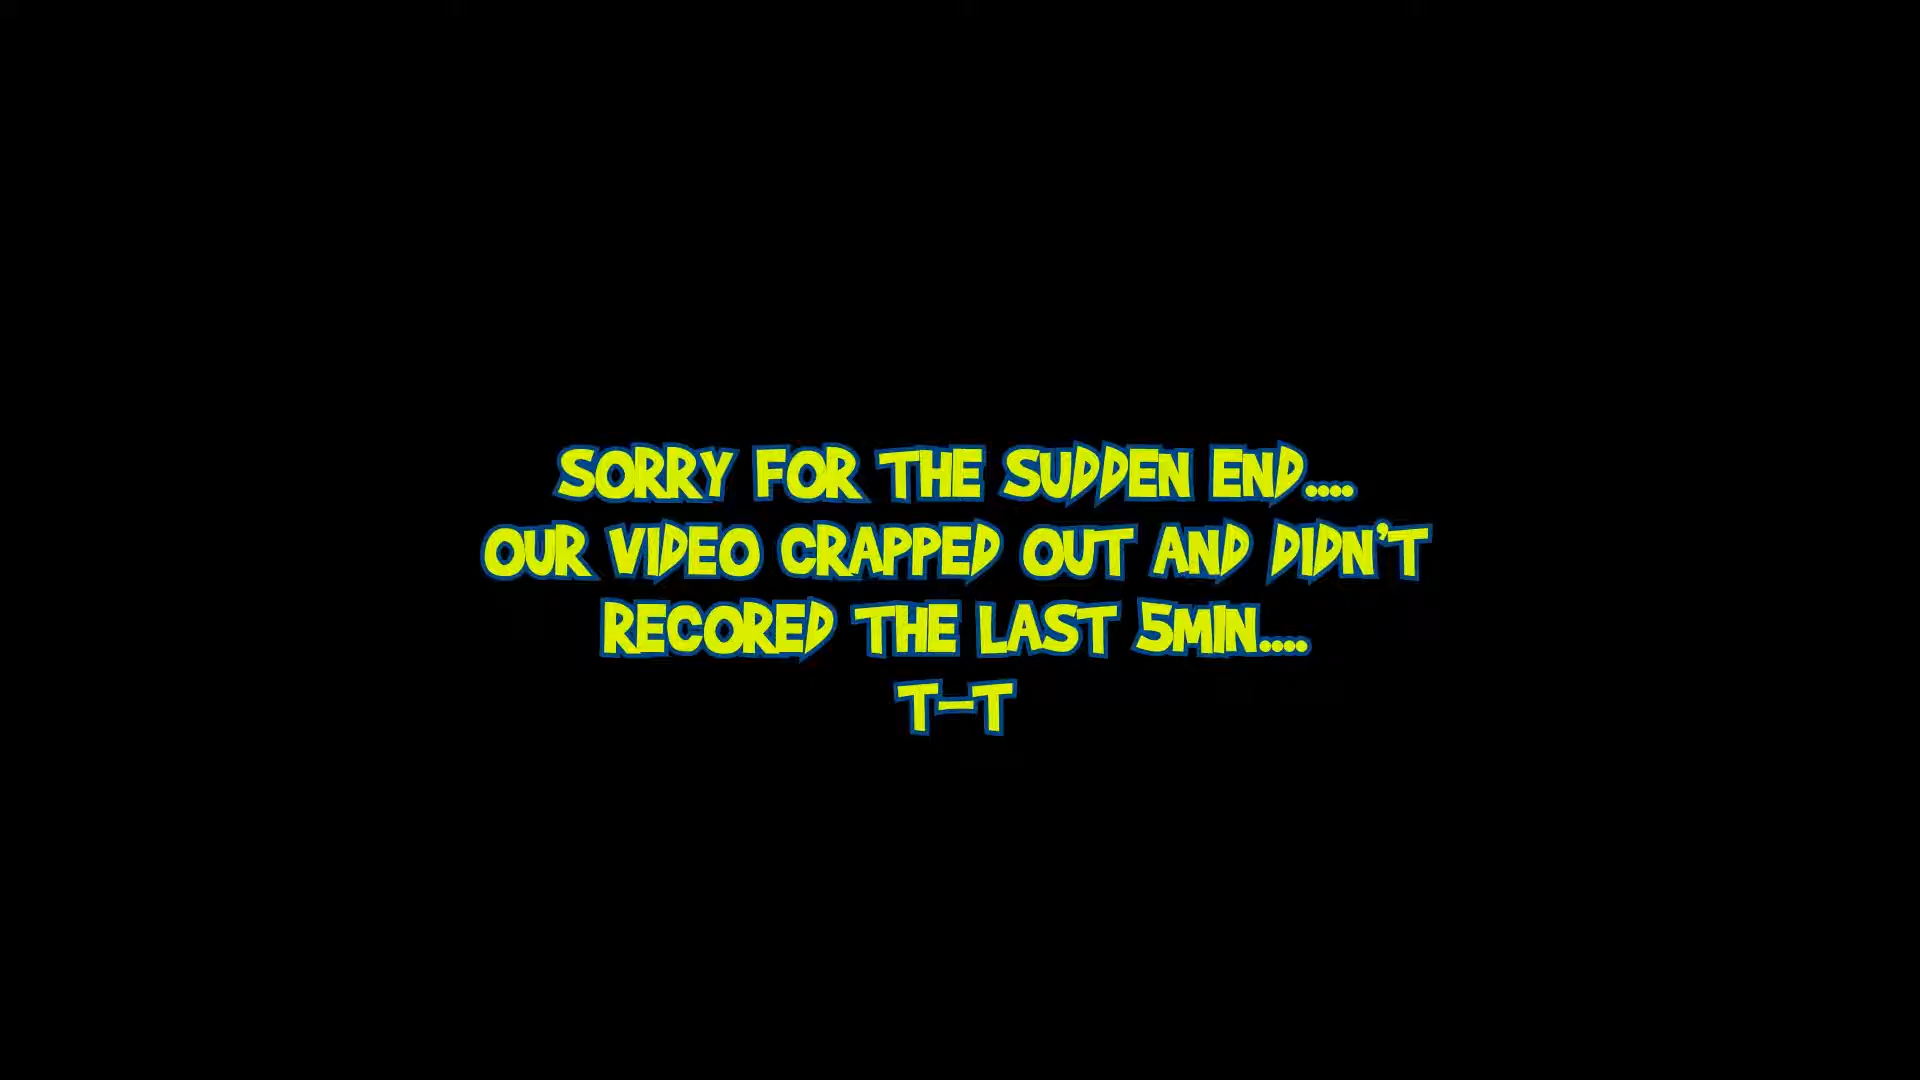 SORRY FOR THE SUDDEN END....
OUR VIDEO CRAPPED OUT AND DIDN'T
RECORED THE LAST 5MIN....
T-T